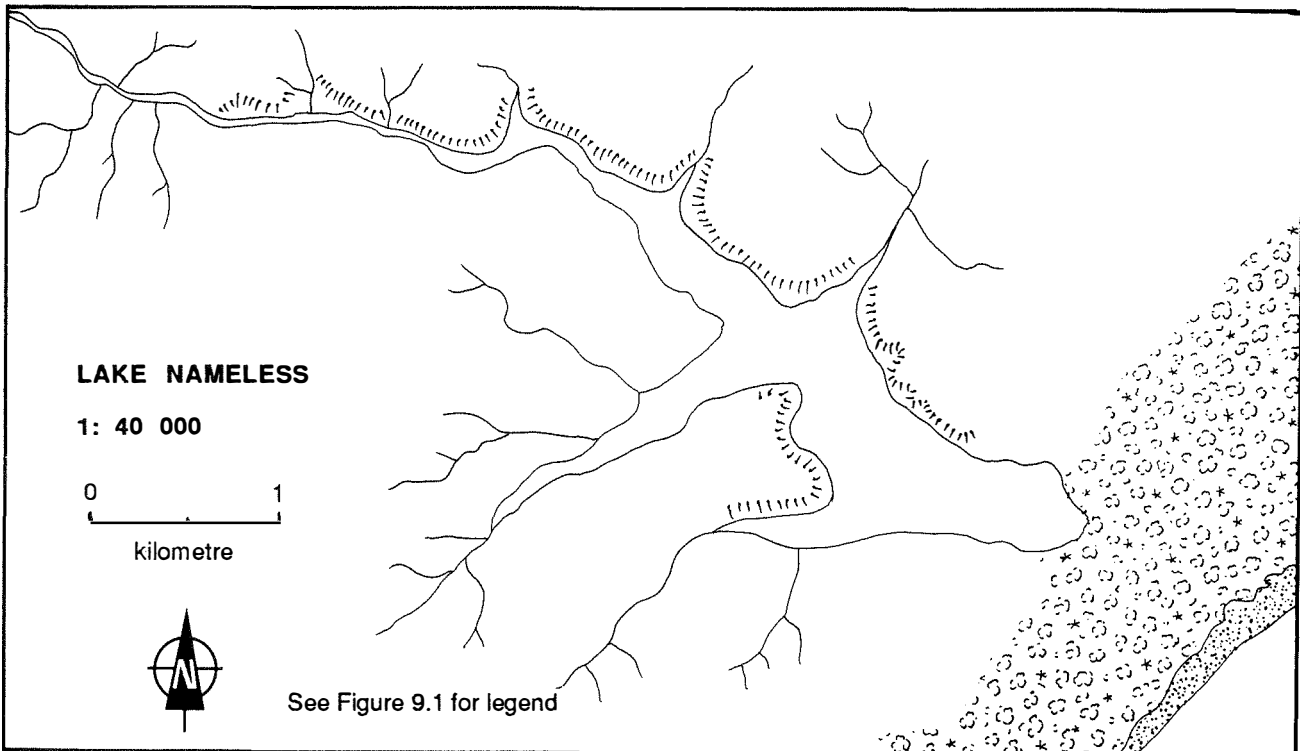 LAKE NAMELESS
1: 40 000
0 1
kilometre
N
See Figure 9.1 for legend